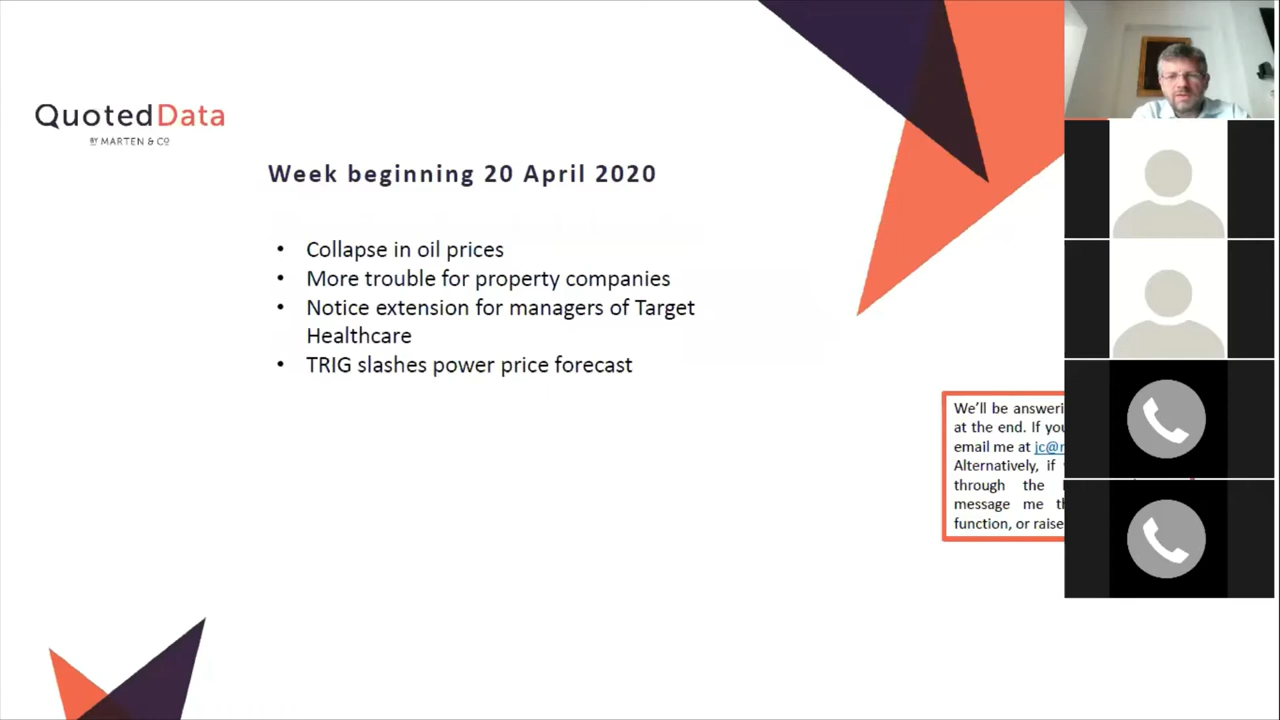 QuotedData
BY MARTEN & CO
Week beginning 20 April 2020
• Collapse in oil prices
• More trouble for property companies
• Notice extension for managers of Target
Healthcare
• TRIG slashes power price forecast
We'll be answeri
at the end. If you
email me at jc@r
Alternatively, if
through the
message me th
function, or raise